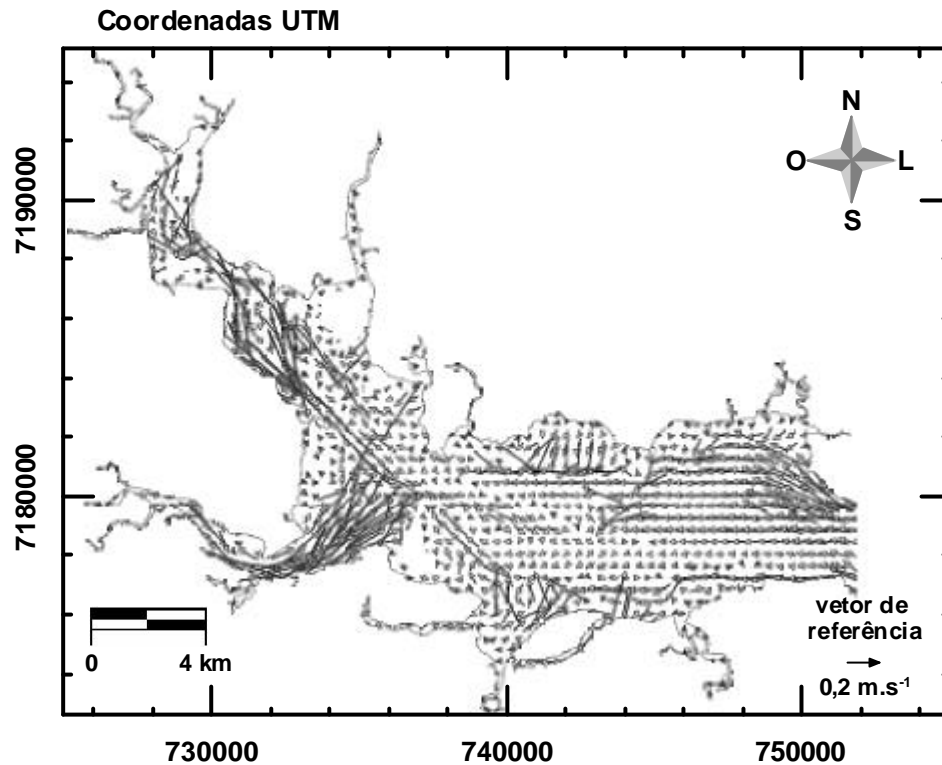 Coordenadas UTM
N
O
L
S
7190000
7180000
vetor de
referência
0,2 m.s⁻¹
0
4 km
730000
740000
750000